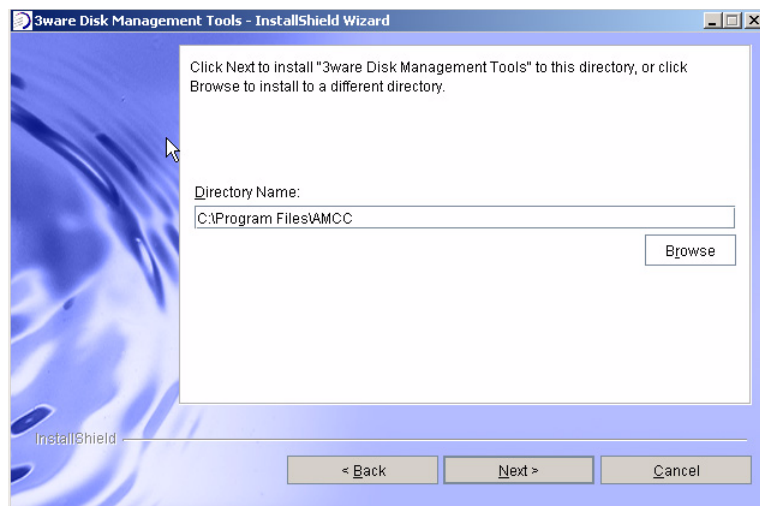 3ware Disk Management Tools - InstallShield Wizard
Click Next to install "3ware Disk Management Tools" to this directory, or click
Browse to install to a different directory.
Directory Name:
C:\Program Files\AMCC
Browse
InstallShield
< Back Next > Cancel